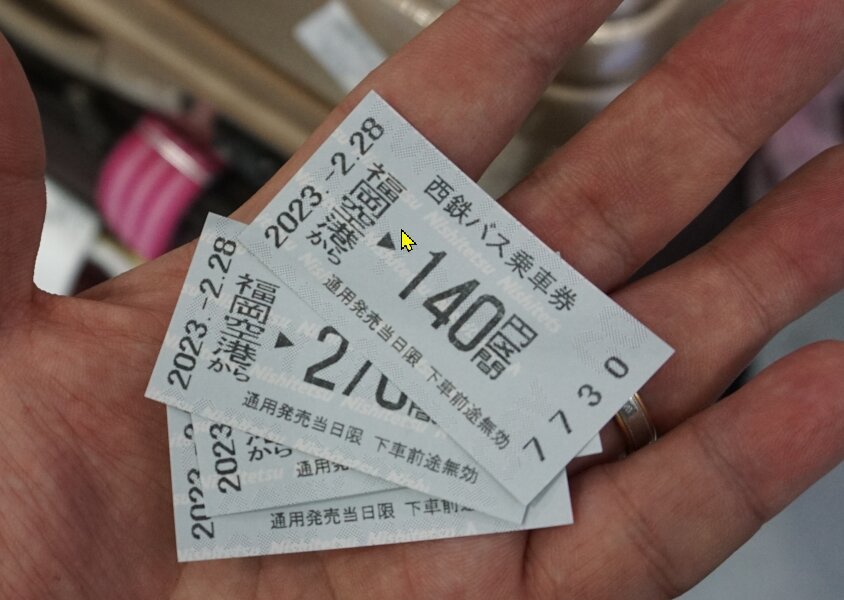 西鉄バス乗車券
2023.-2.28
福岡空港
から
▶140円区間
通用発売当日限 下車前途無効
7730
2023.-2.28
福岡空港
から
▶270
通用発売当日限 下車前途無効
2023
から
通用発
2023
通用発売当日限 下車前途
Nishitetsu